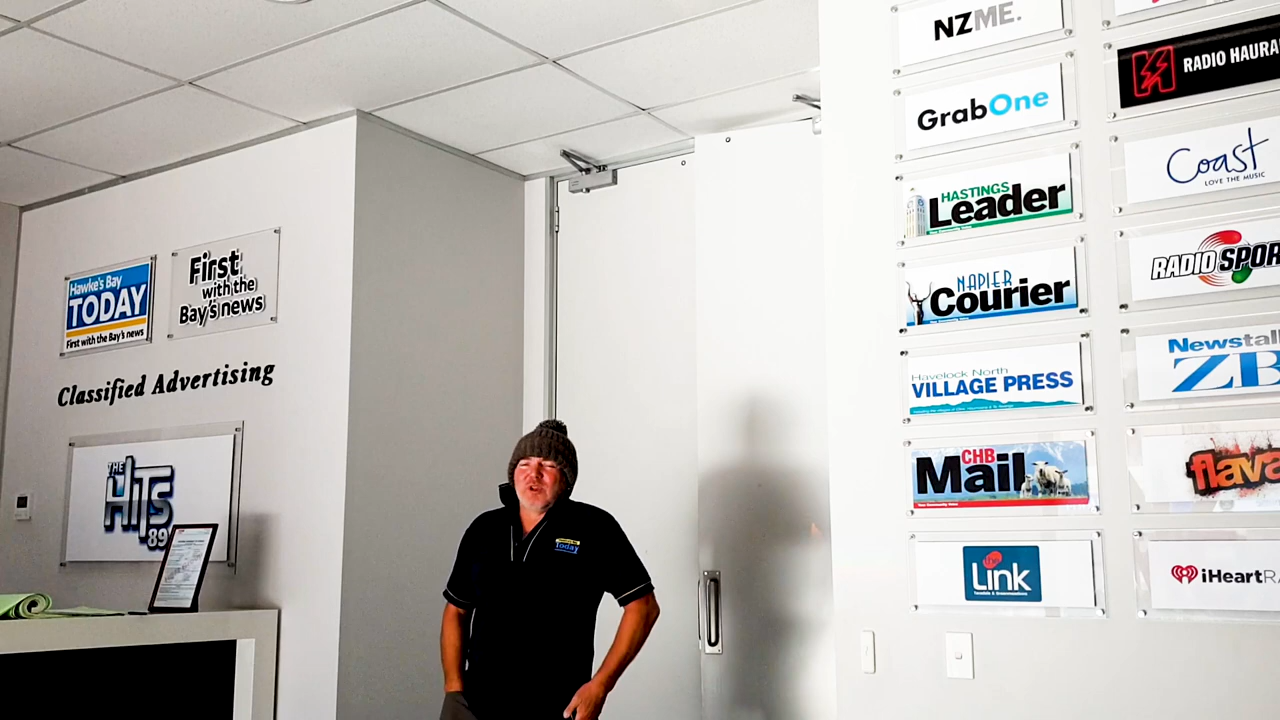 Hawke's Bay
TODAY
First with the Bay's news
First
with the
Bay's news
Classified Advertising
THE
HITS
89
Today
NZME.
GrabOne
HASTINGS
Leader
NAPIER
Courier
Havelock North
VILLAGE PRESS
CHB
Mail
Link
RADIO HAURA
Coast
LOVE THE MUSIC
RADIO SPOR
Newstal
ZB
flava
iHeartRA